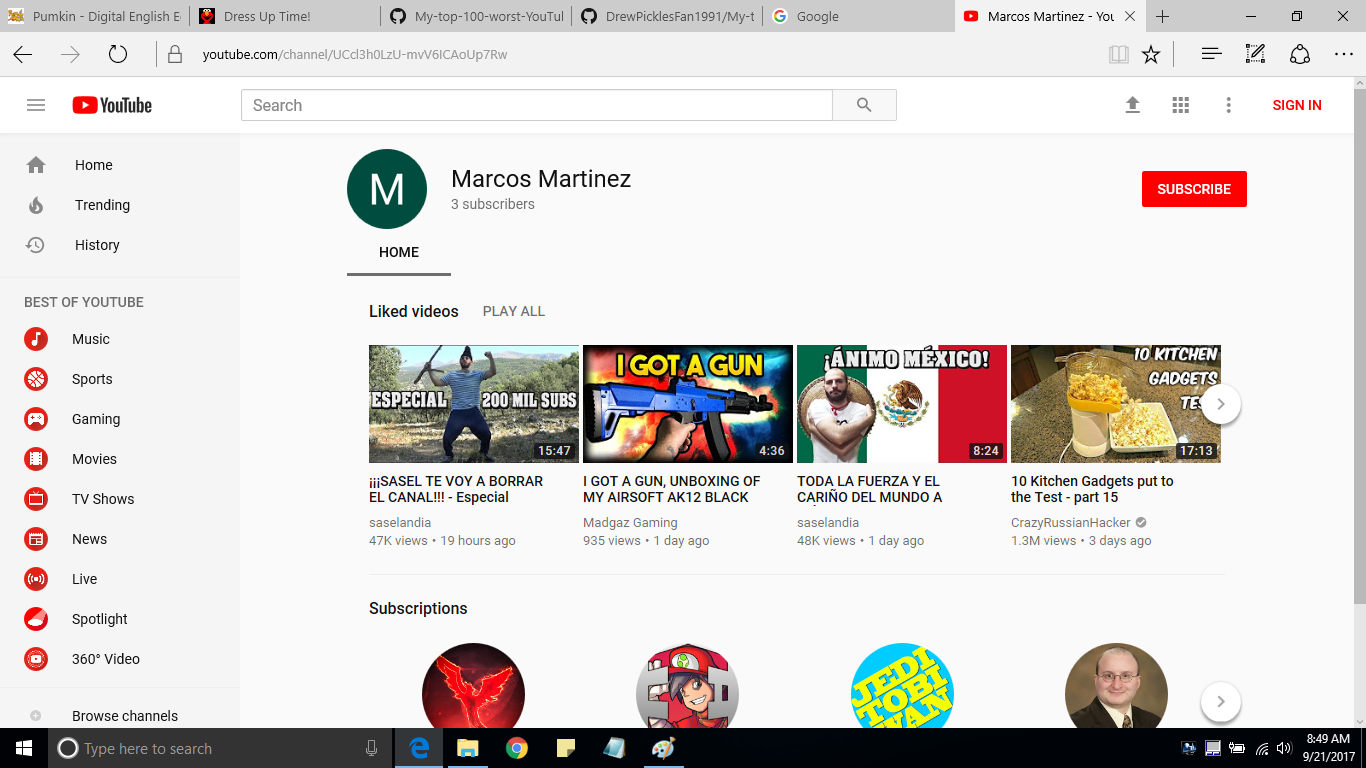 Pumkin - Digital English E
Dress Up Time!
My-top-100-worst-YouTul
DrewPicklesFan1991/My-t
Google
Marcos Martinez - You
youtube.com/channel/UCcl3h0LzU-mvV6ICAoUp7Rw
YouTube
Search
SIGN IN
Home
Trending
History
BEST OF YOUTUBE
Music
Sports
Gaming
Movies
TV Shows
News
Live
Spotlight
360° Video
Browse channels
M
Marcos Martinez
3 subscribers
SUBSCRIBE
HOME
Liked videos PLAY ALL
ESPECIAL 200 MIL SUBS
15:47
¡¡¡SASEL TE VOY A BORRAR
EL CANAL!!! - Especial
saselandia
47K views • 19 hours ago
I GOT A GUN
4:36
I GOT A GUN, UNBOXING OF
MY AIRSOFT AK12 BLACK
Madgaz Gaming
935 views • 1 day ago
¡ÁNIMO MÉXICO!
8:24
TODA LA FUERZA Y EL
CARIÑO DEL MUNDO A
saselandia
48K views • 1 day ago
10 KITCHEN
GADGETS
TES
17:13
10 Kitchen Gadgets put to
the Test - part 15
CrazyRussianHacker
1.3M views • 3 days ago
Subscriptions
JEDI
TOBI
WAN
Type here to search
8:49 AM
9/21/2017